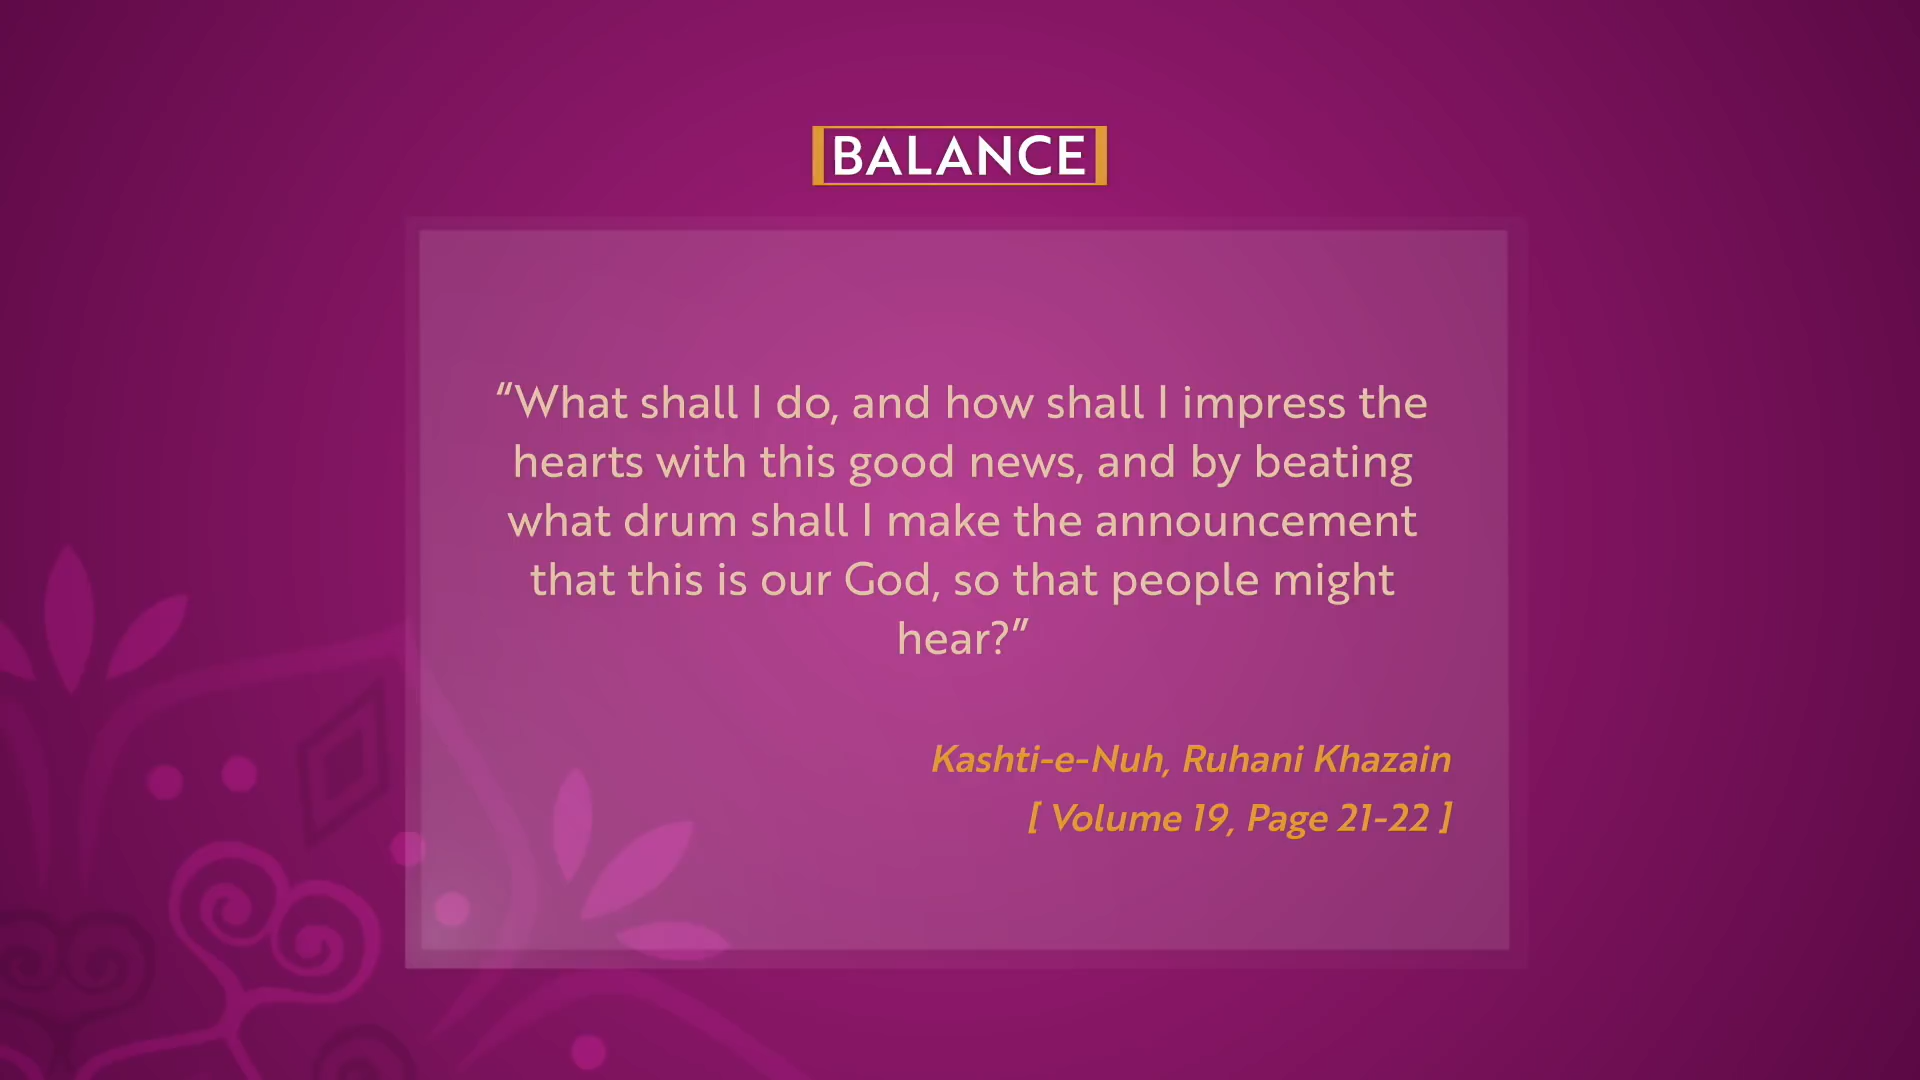 BALANCE
“What shall I do, and how shall I impress the
hearts with this good news, and by beating
what drum shall I make the announcement
that this is our God, so that people might
hear?”
Kashti-e-Nuh, Ruhani Khazain
[ Volume 19, Page 21-22 ]